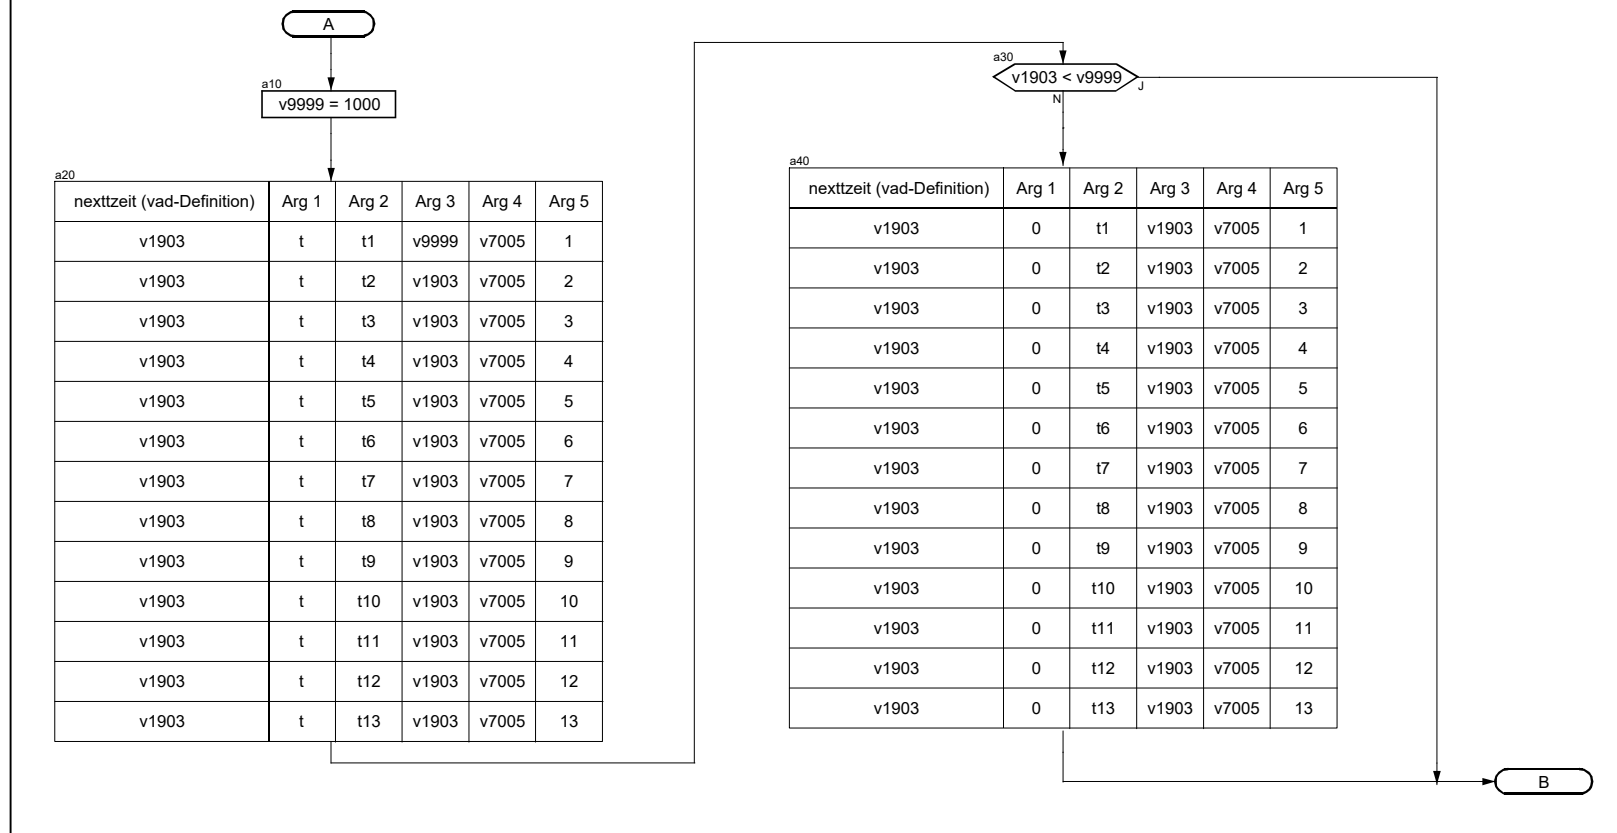 A
a10
v9999 = 1000
a20
nexttzeit (vad-Definition) Arg 1 Arg 2 Arg 3 Arg 4 Arg 5
v1903 t t1 v9999 v7005 1
v1903 t t2 v1903 v7005 2
v1903 t t3 v1903 v7005 3
v1903 t t4 v1903 v7005 4
v1903 t t5 v1903 v7005 5
v1903 t t6 v1903 v7005 6
v1903 t t7 v1903 v7005 7
v1903 t t8 v1903 v7005 8
v1903 t t9 v1903 v7005 9
v1903 t t10 v1903 v7005 10
v1903 t t11 v1903 v7005 11
v1903 t t12 v1903 v7005 12
v1903 t t13 v1903 v7005 13
a30
v1903 < v9999
J
N
a40
nexttzeit (vad-Definition) Arg 1 Arg 2 Arg 3 Arg 4 Arg 5
v1903 0 t1 v1903 v7005 1
v1903 0 t2 v1903 v7005 2
v1903 0 t3 v1903 v7005 3
v1903 0 t4 v1903 v7005 4
v1903 0 t5 v1903 v7005 5
v1903 0 t6 v1903 v7005 6
v1903 0 t7 v1903 v7005 7
v1903 0 t8 v1903 v7005 8
v1903 0 t9 v1903 v7005 9
v1903 0 t10 v1903 v7005 10
v1903 0 t11 v1903 v7005 11
v1903 0 t12 v1903 v7005 12
v1903 0 t13 v1903 v7005 13
B